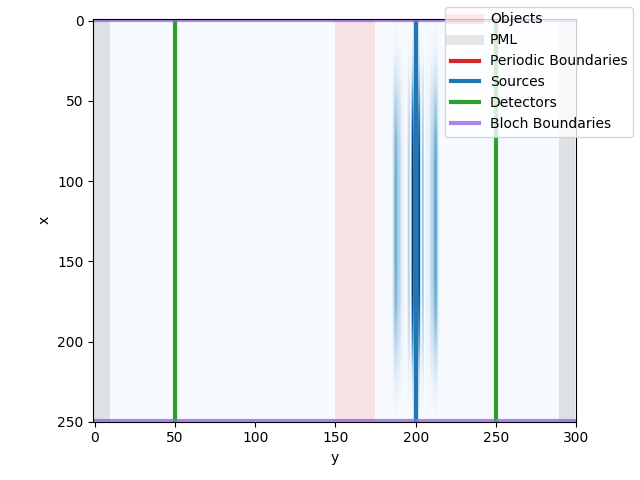 Objects
PML
Periodic Boundaries
Sources
Detectors
Bloch Boundaries
0
50
100
150
200
250
x
0 50 100 150 200 250 300
y